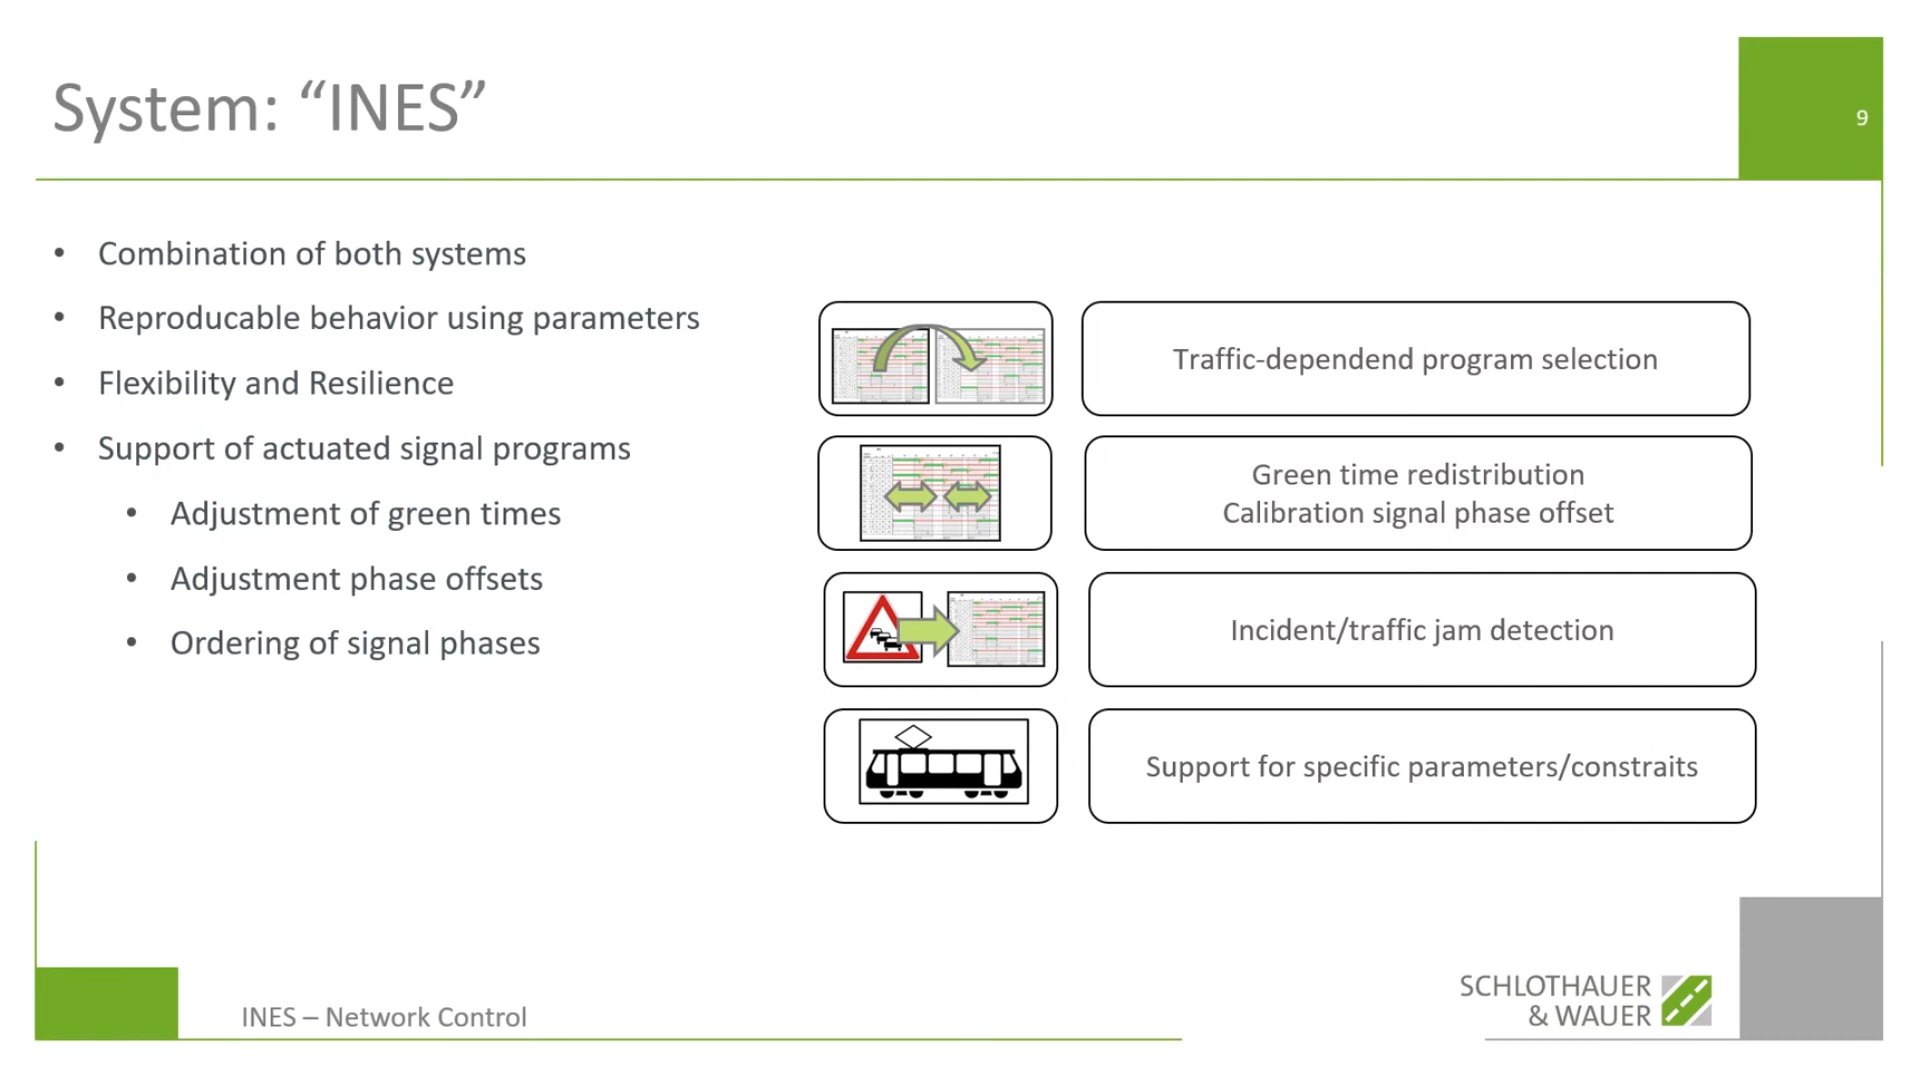 System: “INES”
9
• Combination of both systems
• Reproducable behavior using parameters
• Flexibility and Resilience
• Support of actuated signal programs
• Adjustment of green times
• Adjustment phase offsets
• Ordering of signal phases
Traffic-dependend program selection
Green time redistribution
Calibration signal phase offset
Incident/traffic jam detection
Support for specific parameters/constraits
INES – Network Control
SCHLOTHAUER
& WAUER